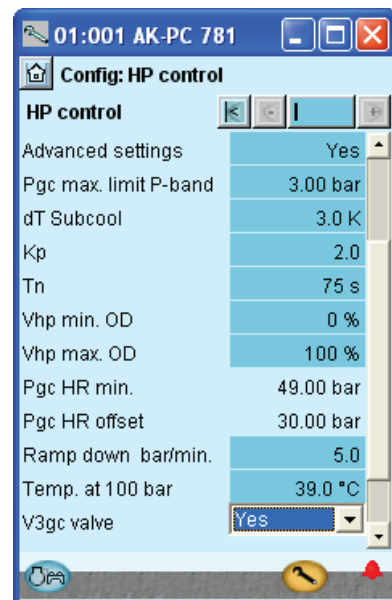 01:001 AK-PC 781
Config: HP control
HP control
Advanced settings Yes
Pgc max. limit P-band 3.00 bar
dT Subcool 3.0 K
Kp 2.0
Tn 75 s
Vhp min. OD 0 %
Vhp max. OD 100 %
Pgc HR min. 49.00 bar
Pgc HR offset 30.00 bar
Ramp down bar/min. 5.0
Temp. at 100 bar 39.0 °C
V3gc valve Yes